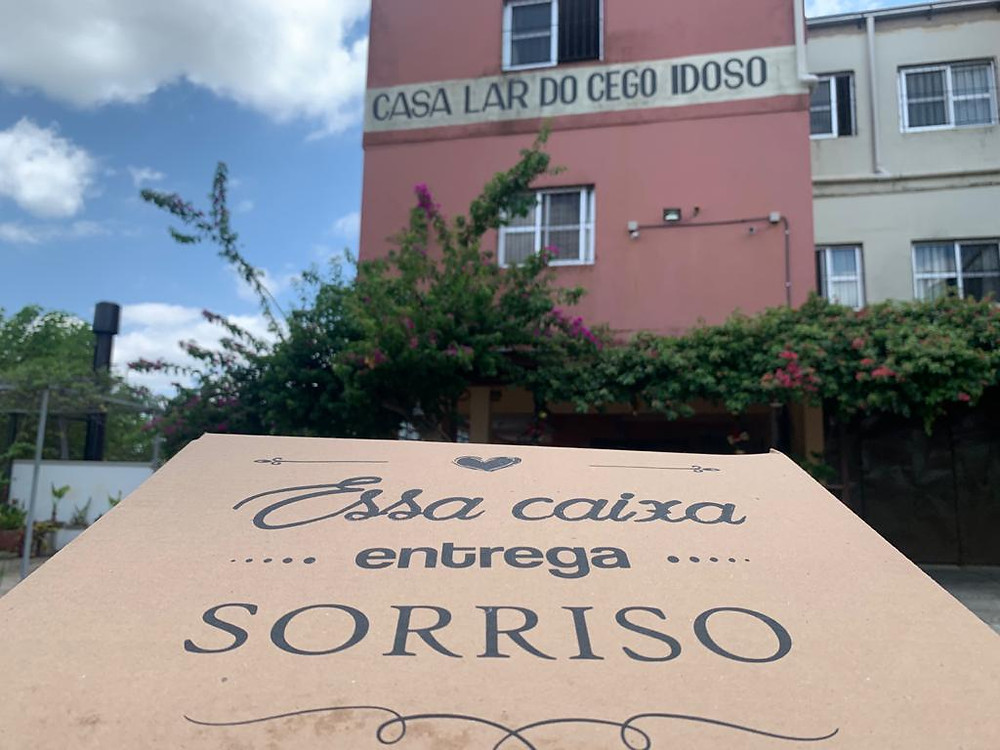 CASA LAR DO CEGO IDOSO
Essa caixa
entrega
SORRISO